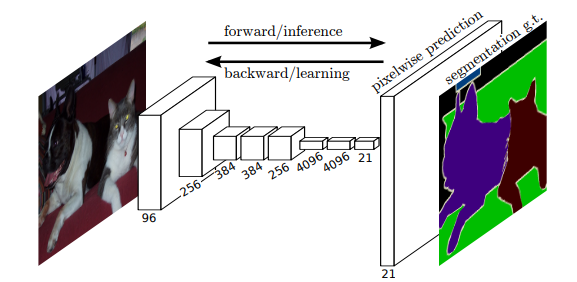 forward/inference
backward/learning
pixelwise prediction
segmentation g.t.
96
256
384
384
256
4096
4096
21
21